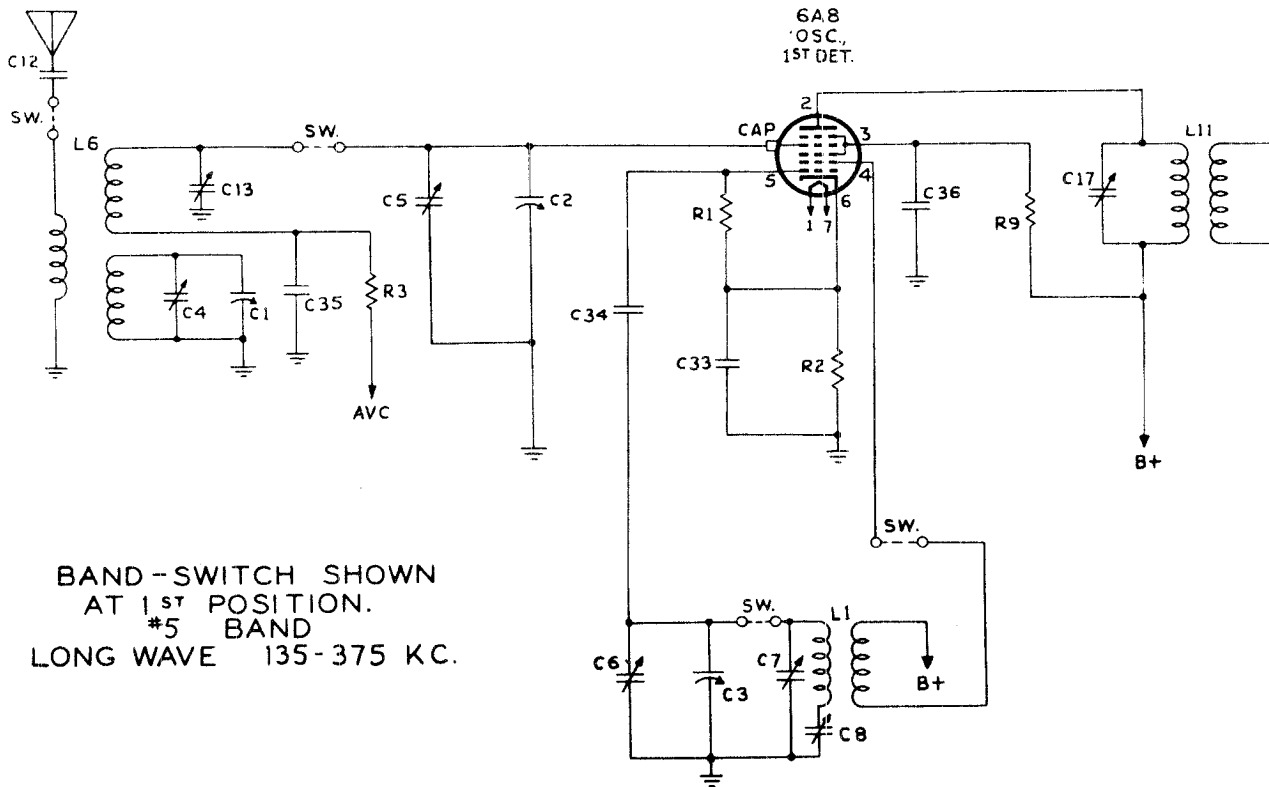 6A8
OSC.,
1ST DET.
C12
SW.
L6
SW.
CAP
2
3
L11
C13
C5
C2
5
4
C36
C17
R1
6
R9
1
7
C4
C1
C35
R3
C34
C33
R2
AVC
B+
SW.
BAND-SWITCH SHOWN
AT 1ST POSITION.
#5 BAND
LONG WAVE 135-375 KC.
SW.
L1
C6
C3
C7
B+
C8